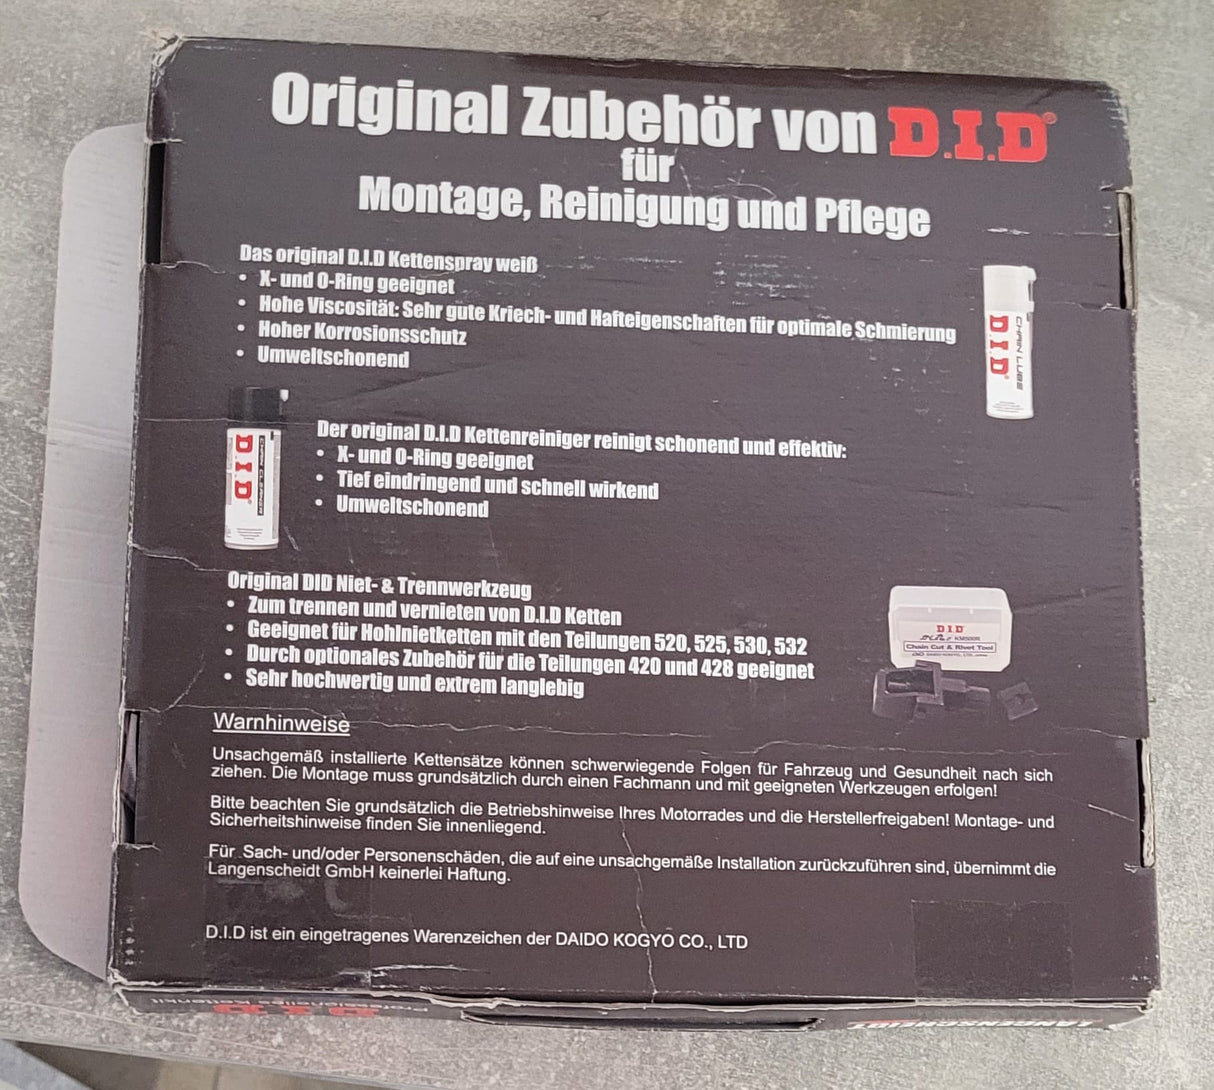 Original Zubehör von D.I.D®
für
Montage, Reinigung und Pflege
Das original D.I.D Kettenspray weiß
• X- und O-Ring geeignet
• Hohe Viscosität: Sehr gute Kriech- und Hafteigenschaften für optimale Schmierung
• Hoher Korrosionsschutz
• Umweltschonend
D.I.D®
CHAIN LUBE
D.I.D®
Der original D.I.D Kettenreiniger reinigt schonend und effektiv:
• X- und O-Ring geeignet
• Tief eindringend und schnell wirkend
• Umweltschonend
Original DID Niet- & Trennwerkzeug
• Zum trennen und vernieten von D.I.D Ketten
• Geeignet für Hohlnietketten mit den Teilungen 520, 525, 530, 532
• Durch optionales Zubehör für die Teilungen 420 und 428 geeignet
• Sehr hochwertig und extrem langlebig
D.I.D
KM500R
Chain Cut & Rivet Tool
Warnhinweise
Unsachgemäß installierte Kettensätze können schwerwiegende Folgen für Fahrzeug und Gesundheit nach sich
ziehen. Die Montage muss grundsätzlich durch einen Fachmann und mit geeigneten Werkzeugen erfolgen!
Bitte beachten Sie grundsätzlich die Betriebshinweise Ihres Motorrades und die Herstellerfreigaben! Montage- und
Sicherheitshinweise finden Sie innenliegend.
Für Sach- und/oder Personenschäden, die auf eine unsachgemäße Installation zurückzuführen sind, übernimmt die
Langenscheidt GmbH keinerlei Haftung.
D.I.D ist ein eingetragenes Warenzeichen der DAIDO KOGYO CO., LTD
D.I.D
Professionelles Kettenkit
LANGENSCHEIDT